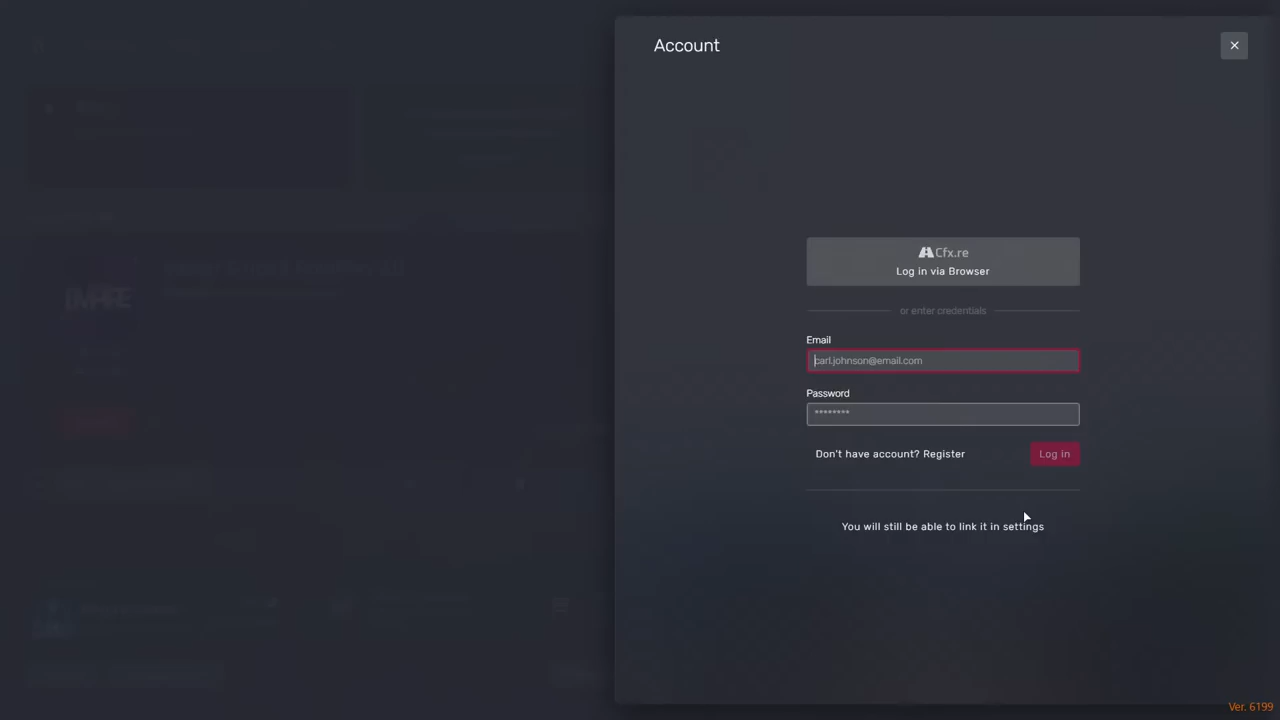 Account
Cfx.re
Log in via Browser
or enter credentials
Email
carl.johnson@email.com
Password
********
Don't have account? Register
Log in
You will still be able to link it in settings
Ver. 6199